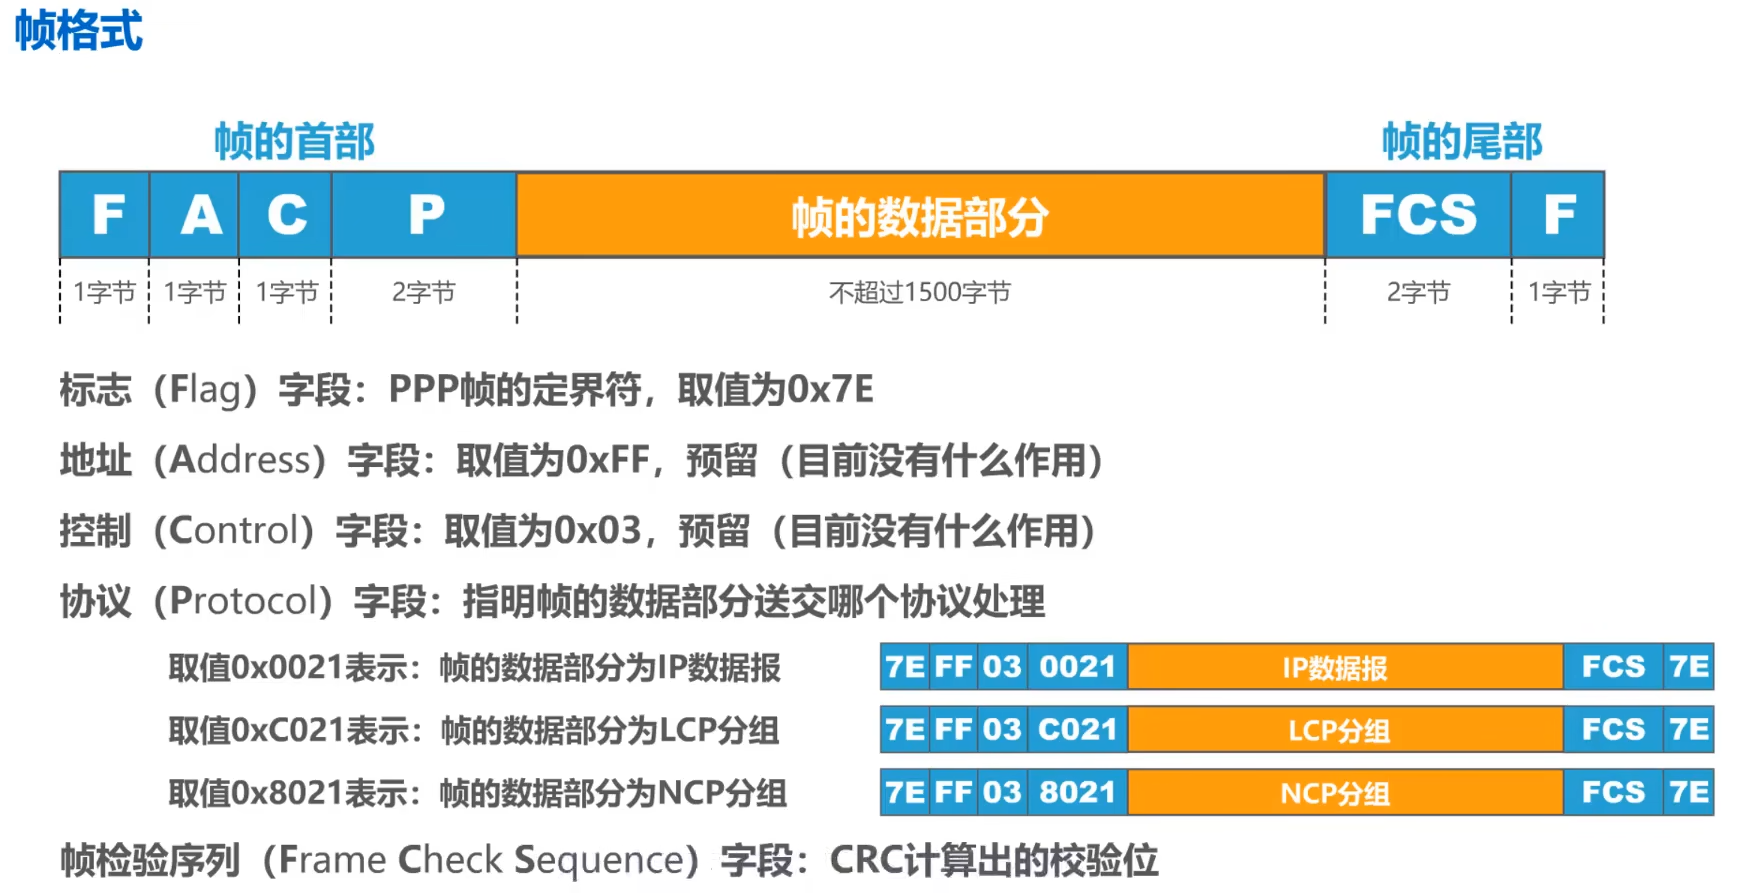 帧格式
帧的首部 帧的尾部
F A C P 帧的数据部分 FCS F
1字节 1字节 1字节 2字节 不超过1500字节 2字节 1字节
标志（Flag）字段：PPP帧的定界符，取值为0x7E
地址（Address）字段：取值为0xFF，预留（目前没有什么作用）
控制（Control）字段：取值为0x03，预留（目前没有什么作用）
协议（Protocol）字段：指明帧的数据部分送交哪个协议处理
取值0x0021表示：帧的数据部分为IP数据报 7E FF 03 0021 IP数据报 FCS 7E
取值0xC021表示：帧的数据部分为LCP分组 7E FF 03 C021 LCP分组 FCS 7E
取值0x8021表示：帧的数据部分为NCP分组 7E FF 03 8021 NCP分组 FCS 7E
帧检验序列（Frame Check Sequence）字段：CRC计算出的校验位